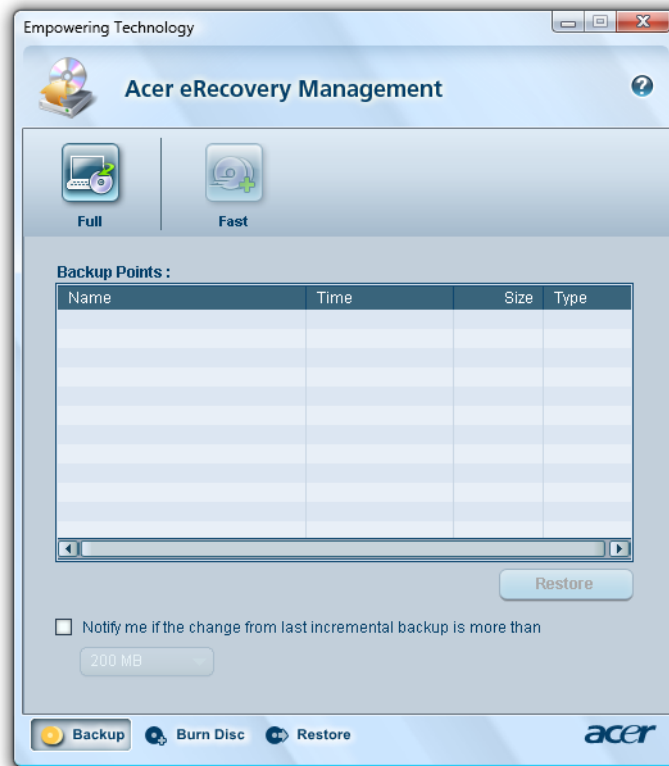 Empowering Technology
Acer eRecovery Management
?
Full Fast
Backup Points :
Name Time Size Type
Restore
Notify me if the change from last incremental backup is more than
200 MB
Backup Burn Disc Restore acer